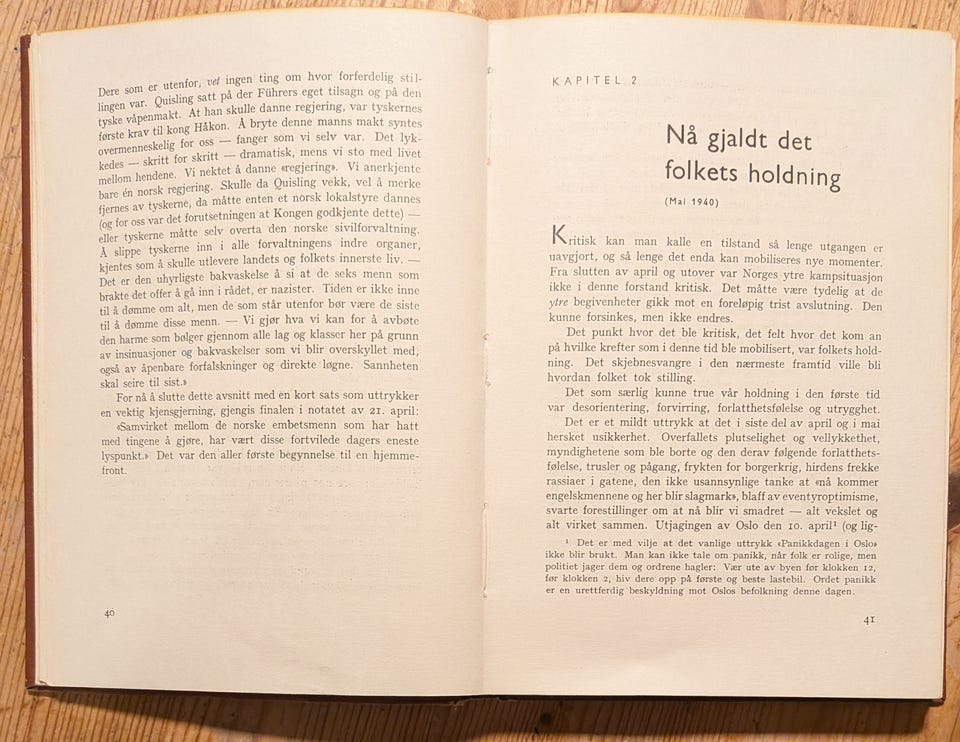 Dere som er utenfor, vet ingen ting om hvor forferdelig stil-
lingen var. Quisling satt på der Führers eget tilsagn og på den
tyske våpenmakt. At han skulle danne regjering, var tyskernes
første krav til kong Håkon. Å bryte denne manns makt syntes
overmenneskelig for oss — fanger som vi selv var. Det lyk-
kedes — skritt for skritt — dramatisk, mens vi sto med livet
mellom hendene. Vi nektet å danne «regjering». Vi anerkjente
bare én norsk regjering. Skulle da Quisling vekk, vel å merke
fjernes av tyskerne, da måtte enten et norsk lokalstyre dannes
(og for oss var det forutsetningen at Kongen godkjente dette) —
eller tyskerne måtte selv overta den norske sivilforvaltning.
Å slippe tyskerne inn i alle forvaltningens indre organer,
kjentes som å skulle utlevere landets og folkets innerste liv. —
Det er den uhyrligste bakvaskelse å si at de seks menn som
brakte det offer å gå inn i rådet, er nazister. Tiden er ikke inne
til å dømme om alt, men de som står utenfor bør være de siste
til å dømme disse menn. — Vi gjør hva vi kan for å avbøte
den harme som bølger gjennom alle lag og klasser her på grunn
av insinuasjoner og bakvaskelser som vi blir overskyllet med,
også av åpenbare forfalskninger og direkte løgne. Sannheten
skal seire til sist.»
For nå å slutte dette avsnitt med en kort sats som uttrykker
en vektig kjensgjerning, gjengis finalen i notatet av 21. april:
«Samvirket mellom de norske embetsmenn som har hatt
med tingene å gjøre, har vært disse fortvilede dagers eneste
lyspunkt.» Det var den aller første begynnelse til en hjemme-
front.
40
KAPITEL 2
Nå gjaldt det
folkets holdning
(Mai 1940)
Kritisk kan man kalle en tilstand så lenge utgangen er
uavgjort, og så lenge det enda kan mobiliseres nye momenter.
Fra slutten av april og utover var Norges ytre kampsituasjon
ikke i denne forstand kritisk. Det måtte være tydelig at de
ytre begivenheter gikk mot en foreløpig trist avslutning. Den
kunne forsinkes, men ikke endres.
Det punkt hvor det ble kritisk, det felt hvor det kom an
på hvilke krefter som i denne tid ble mobilisert, var folkets hold-
ning. Det skjebnesvangre i den nærmeste framtid ville bli
hvordan folket tok stilling.
Det som særlig kunne true vår holdning i den første tid
var desorientering, forvirring, forlatthetsfølelse og utrygghet.
Det er et mildt uttrykk at det i siste del av april og i mai
hersket usikkerhet. Overfallets plutselighet og vellykkethet,
myndighetene som ble borte og den derav følgende forlatthets-
følelse, trusler og pågang, frykten for borgerkrig, hirdens frekke
rassiaer i gatene, den ikke usannsynlige tanke at «nå kommer
engelskmennene og her blir slagmark», blaff av eventyroptimisme,
svarte forestillinger om at nå blir vi smadret — alt vekslet og
alt virket sammen. Utjagingen av Oslo den 10. april¹ (og lig-
¹ Det er med vilje at det vanlige uttrykk «Panikkdagen i Oslo»
ikke blir brukt. Man kan ikke tale om panikk, når folk er rolige, men
politiet jager dem og ordrene hagler: Vær ute av byen før klokken 12,
før klokken 2, hiv dere opp på første og beste lastebil. Ordet panikk
er en urettferdig beskyldning mot Oslos befolkning denne dagen.
41